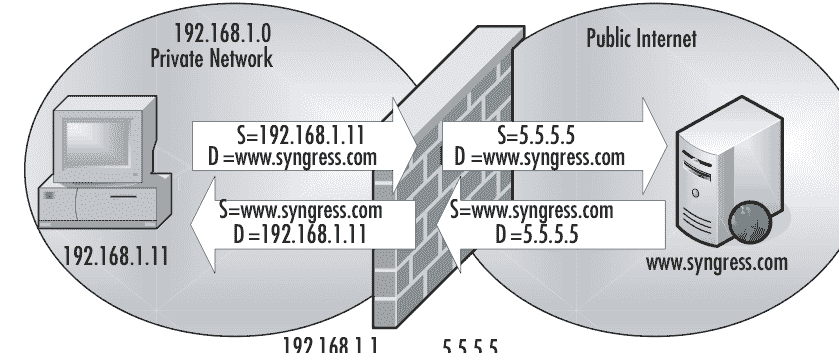 192.168.1.0
Private Network
Public Internet
S=192.168.1.11
D =www.syngress.com
S=5.5.5.5
D =www.syngress.com
S=www.syngress.com
D =192.168.1.11
S=www.syngress.com
D =5.5.5.5
192.168.1.11
www.syngress.com
192.168.1.1
5.5.5.5